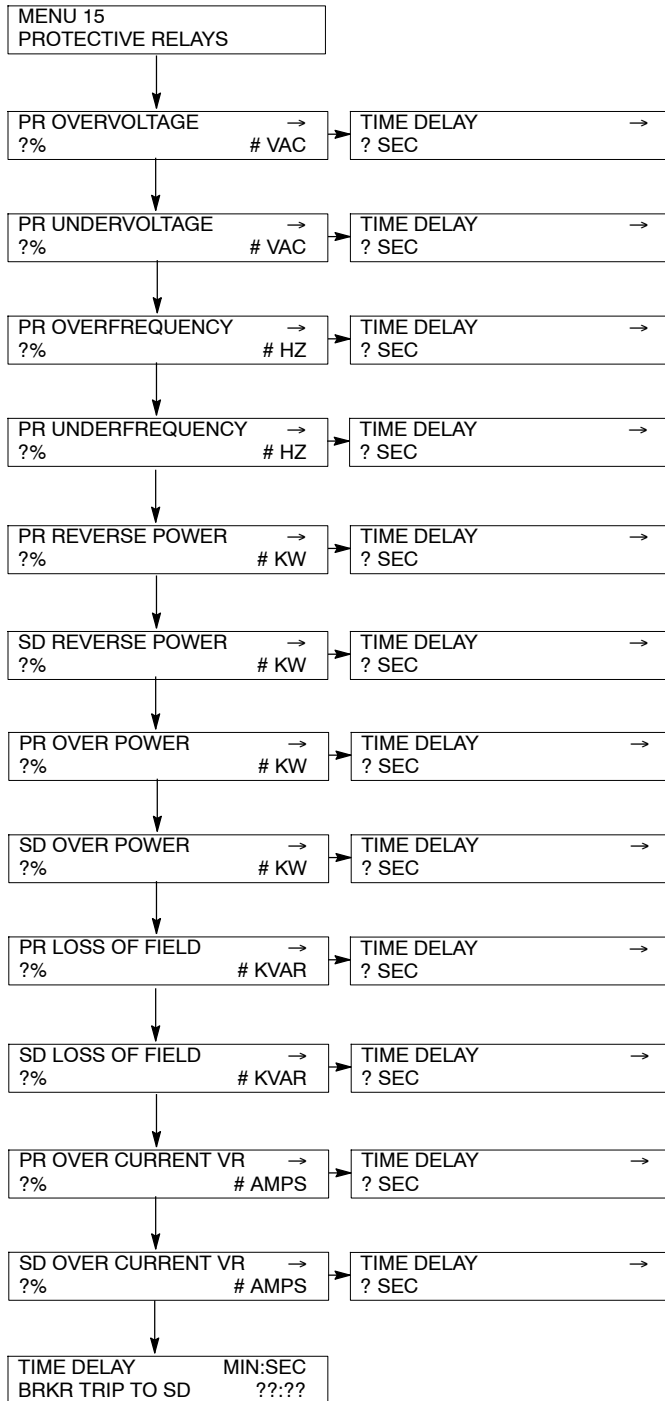 MENU 15
PROTECTIVE RELAYS
PR OVERVOLTAGE →
?% # VAC
TIME DELAY →
? SEC
PR UNDERVOLTAGE →
?% # VAC
TIME DELAY →
? SEC
PR OVERFREQUENCY →
?% # HZ
TIME DELAY →
? SEC
PR UNDERFREQUENCY →
?% # HZ
TIME DELAY →
? SEC
PR REVERSE POWER →
?% # KW
TIME DELAY →
? SEC
SD REVERSE POWER →
?% # KW
TIME DELAY →
? SEC
PR OVER POWER →
?% # KW
TIME DELAY →
? SEC
SD OVER POWER →
?% # KW
TIME DELAY →
? SEC
PR LOSS OF FIELD →
?% # KVAR
TIME DELAY →
? SEC
SD LOSS OF FIELD →
?% # KVAR
TIME DELAY →
? SEC
PR OVER CURRENT VR →
?% # AMPS
TIME DELAY →
? SEC
SD OVER CURRENT VR →
?% # AMPS
TIME DELAY →
? SEC
TIME DELAY MIN:SEC
BRKR TRIP TO SD ??:??